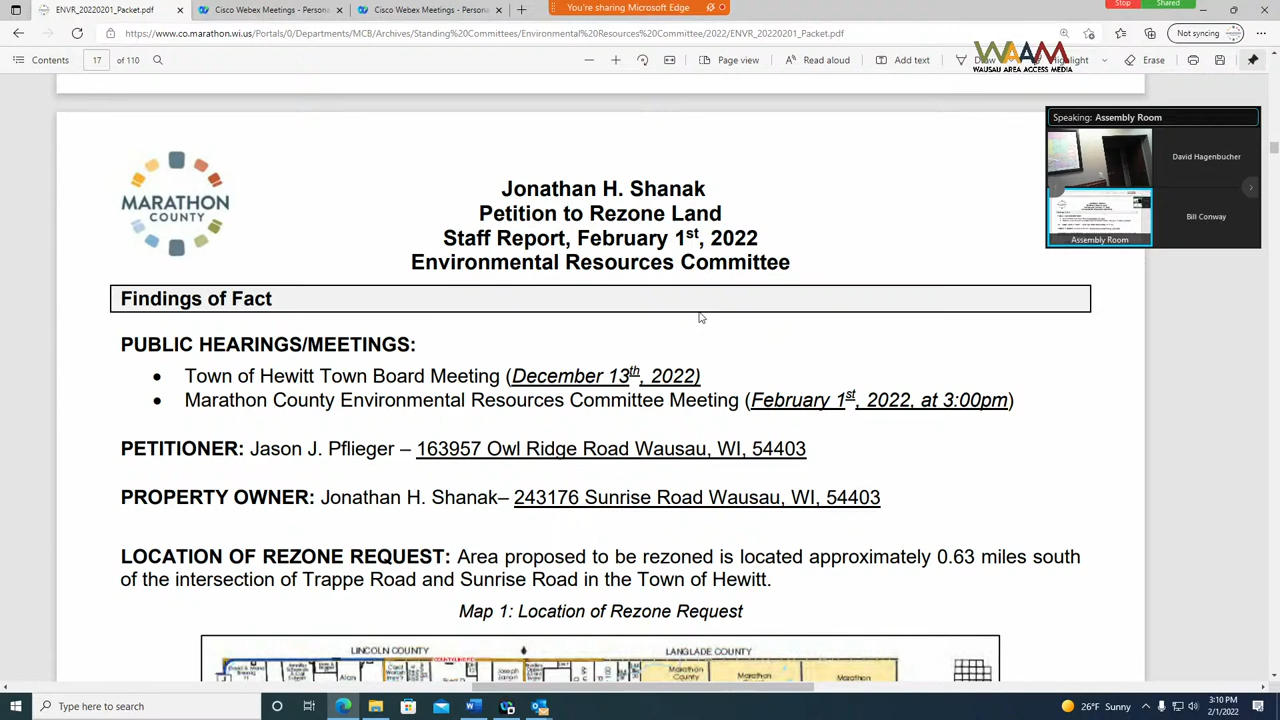 ENVR_20220201_Packet.pdf
Cisco Webex Meetings - Persona
Cisco Webex Meetings - Persona
You're sharing Microsoft Edge
Stop
Shared
https://www.co.marathon.wi.us/Portals/0/Departments/MCB/Archives/Standing%20Committees/Environmental%20Resources%20Committee/2022/ENVR_20220201_Packet.pdf
Not syncing
Contents
17 of 110
Page view
Read aloud
Add text
Draw
Highlight
Erase
WAAM
WAUSAU AREA ACCESS MEDIA
Speaking: Assembly Room
David Hagenbucher
Bill Conway
Assembly Room
MARATHON
COUNTY
Jonathan H. Shanak
Petition to Rezone Land
Staff Report, February 1st, 2022
Environmental Resources Committee
Findings of Fact
PUBLIC HEARINGS/MEETINGS:
• Town of Hewitt Town Board Meeting (December 13th, 2022)
• Marathon County Environmental Resources Committee Meeting (February 1st, 2022, at 3:00pm)
PETITIONER: Jason J. Pflieger – 163957 Owl Ridge Road Wausau, WI, 54403
PROPERTY OWNER: Jonathan H. Shanak– 243176 Sunrise Road Wausau, WI, 54403
LOCATION OF REZONE REQUEST: Area proposed to be rezoned is located approximately 0.63 miles south
of the intersection of Trappe Road and Sunrise Road in the Town of Hewitt.
Map 1: Location of Rezone Request
LINCOLN COUNTY
LANGLADE COUNTY
Marathon
County
Marathon
Type here to search
26°F Sunny
3:10 PM
2/1/2022